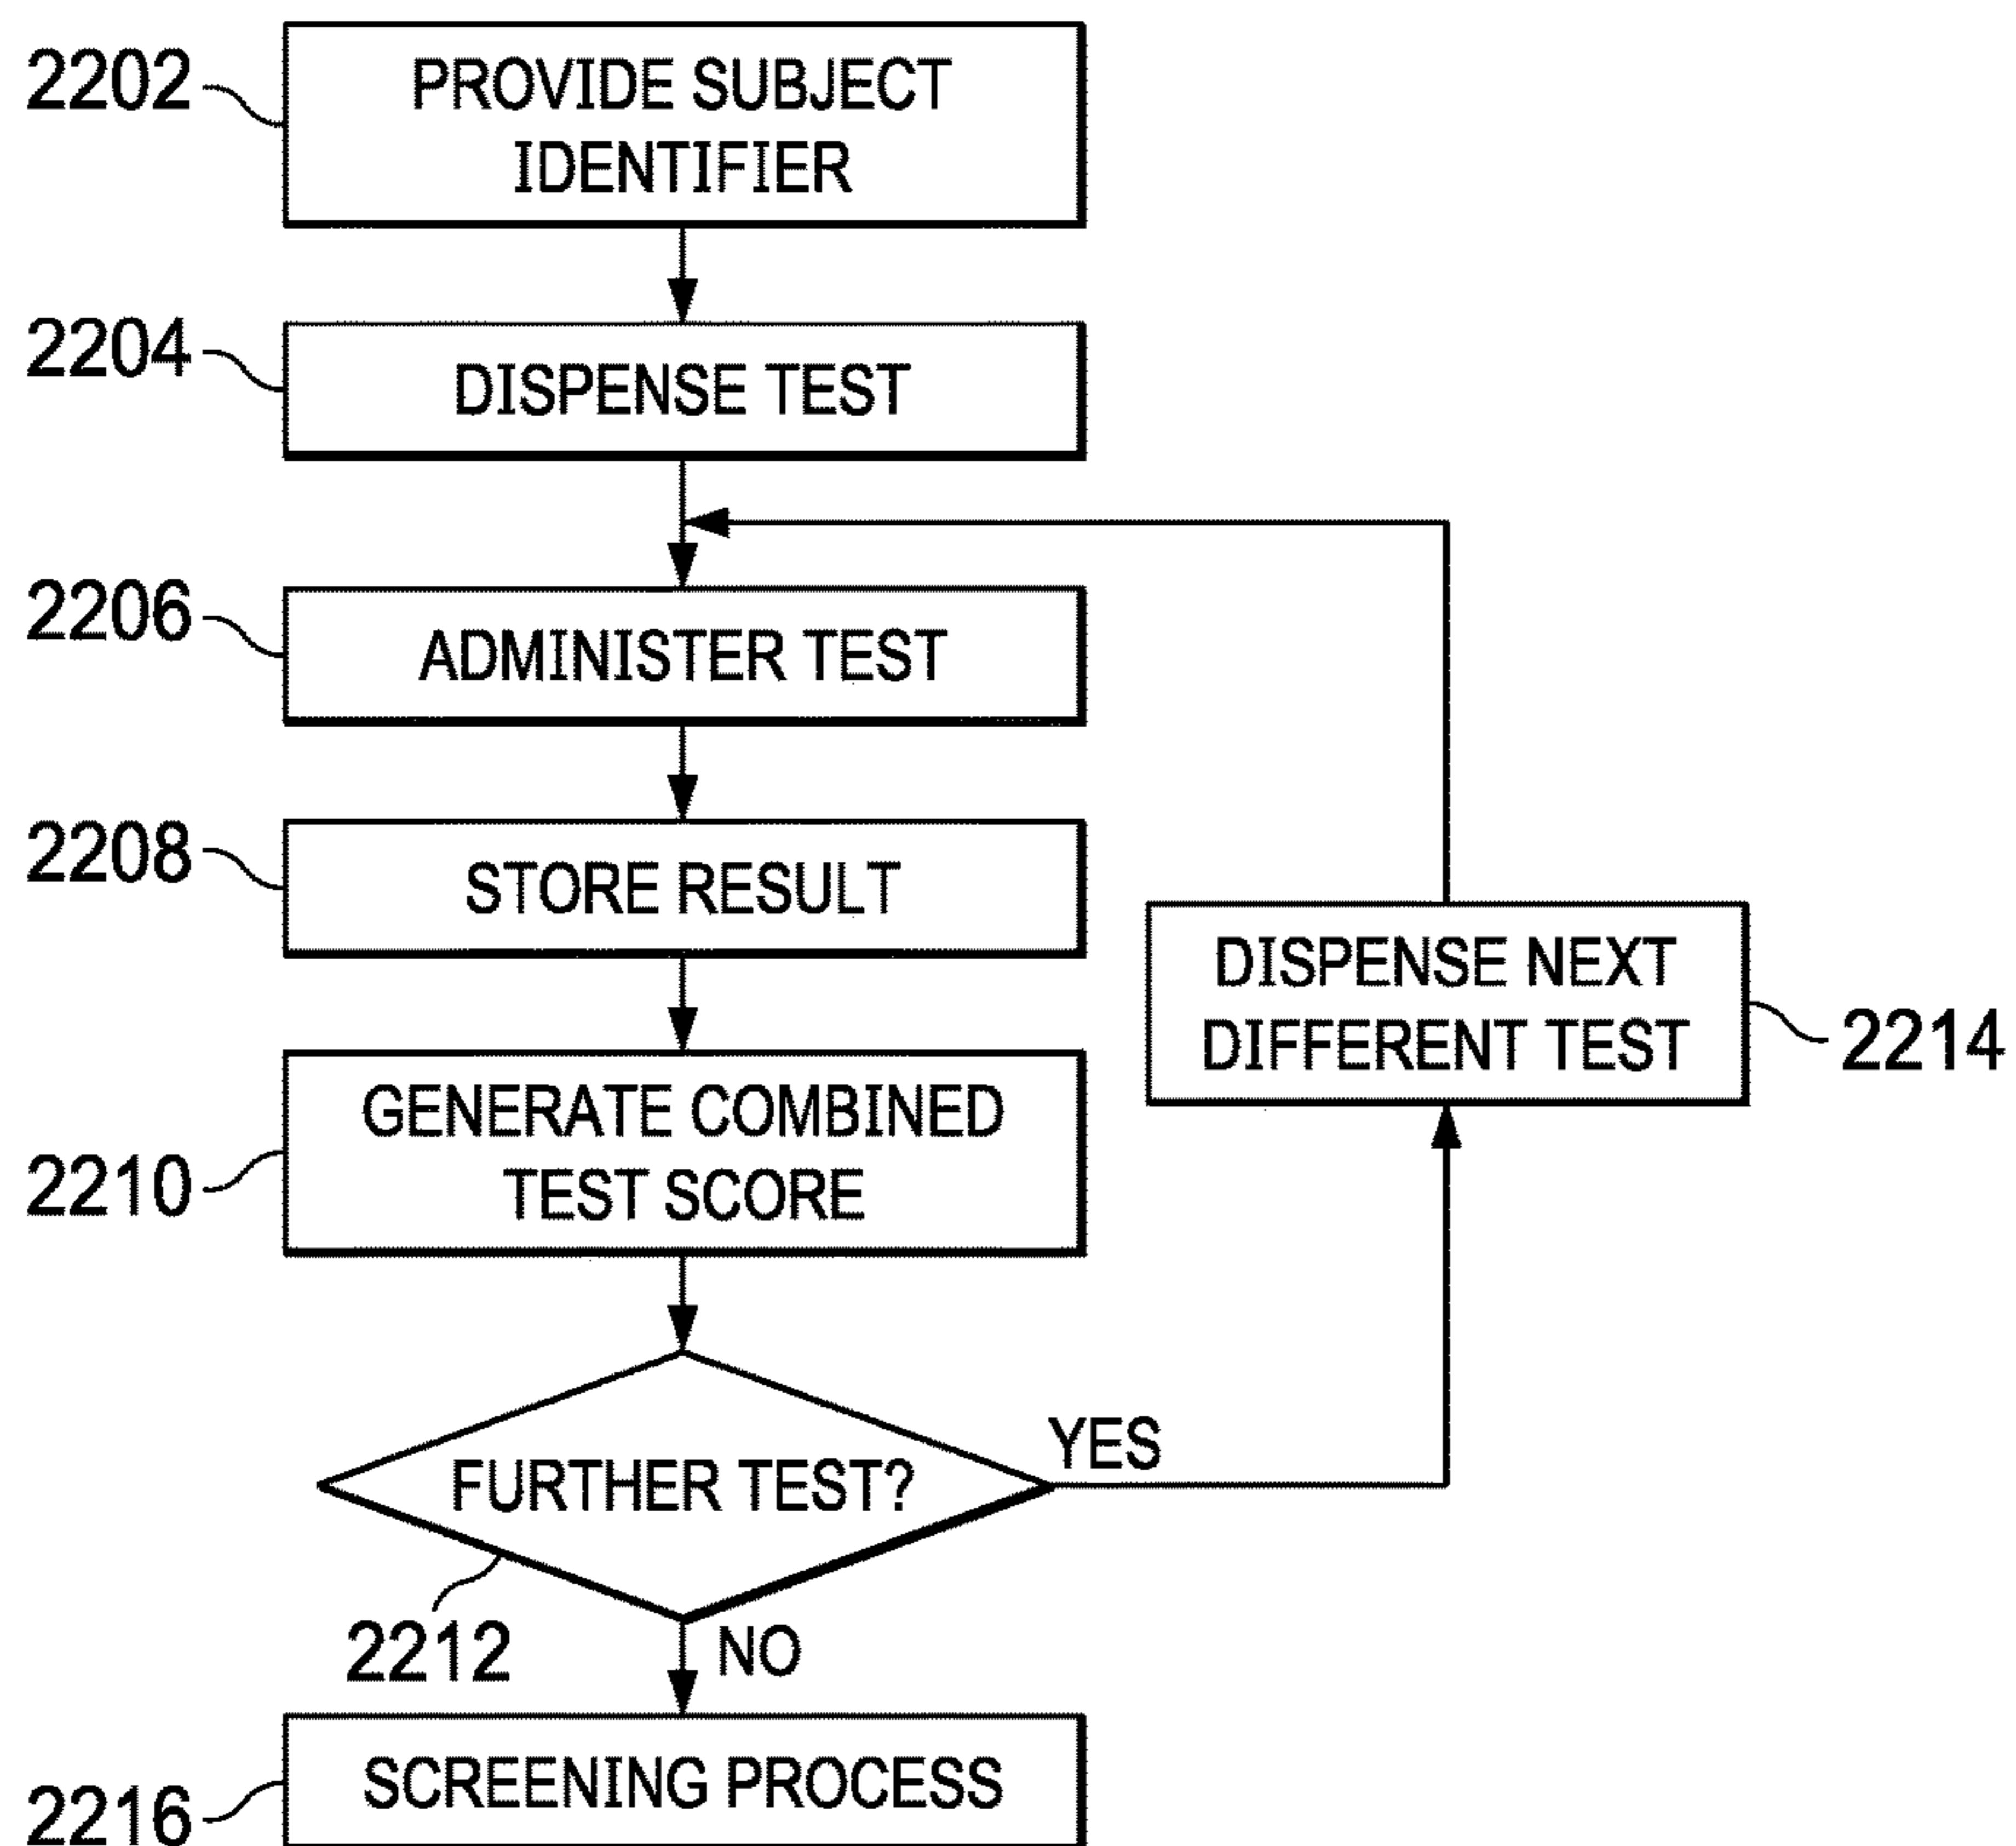 2202
PROVIDE SUBJECT
IDENTIFIER
2204
DISPENSE TEST
2206
ADMINISTER TEST
2208
STORE RESULT
DISPENSE NEXT
DIFFERENT TEST
2214
2210
GENERATE COMBINED
TEST SCORE
FURTHER TEST?
YES
2212
NO
2216
SCREENING PROCESS